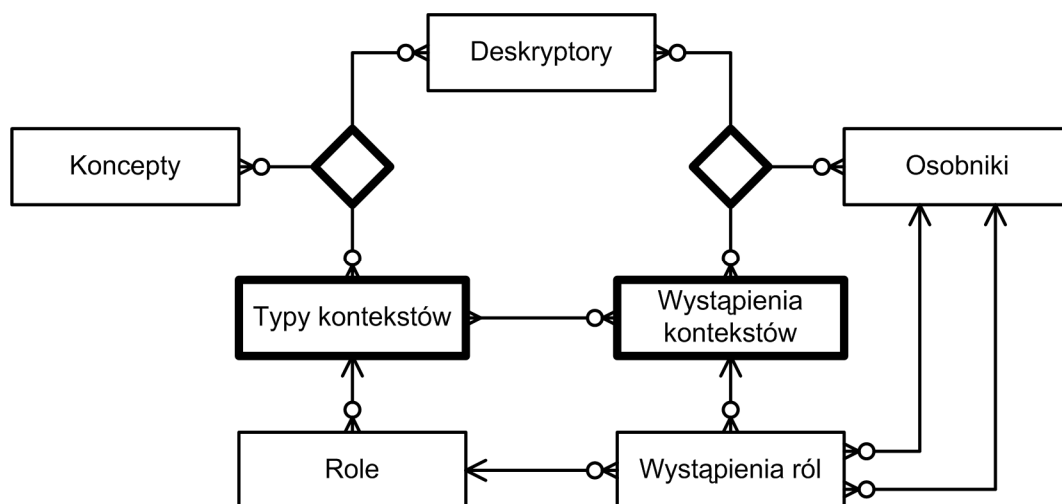 Deskryptory
Koncepty
Osobniki
Typy kontekstów
Wystąpienia
kontekstów
Role
Wystąpienia ról